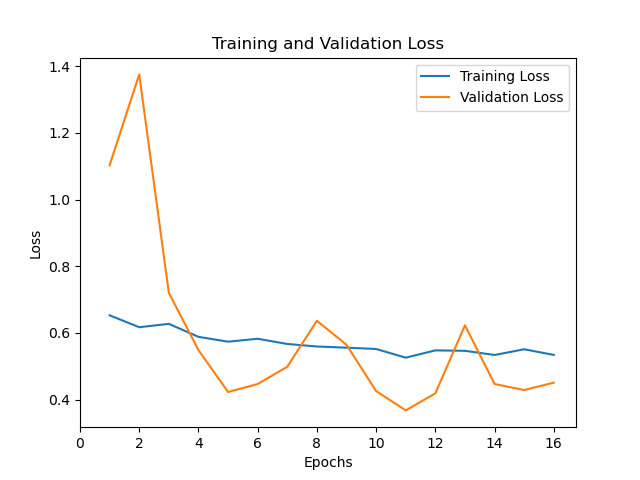 Training and Validation Loss
Training Loss
Validation Loss
1.4
1.2
1.0
0.8
0.6
0.4
Loss
0 2 4 6 8 10 12 14 16
Epochs